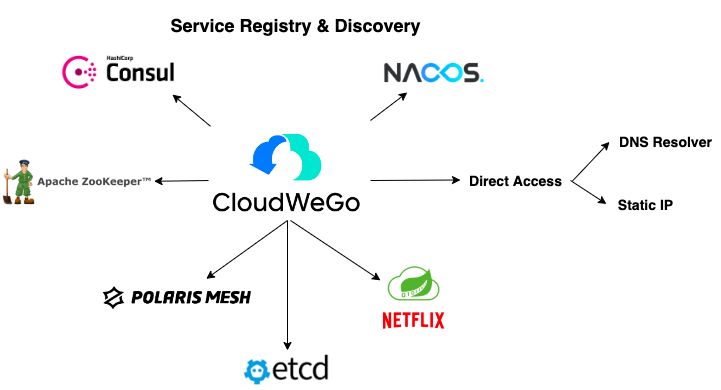 Service Registry & Discovery
HashiCorp
Consul
NACOS.
DNS Resolver
Apache ZooKeeper™
CloudWeGo
Direct Access
Static IP
POLARIS MESH
NETFLIX
etcd